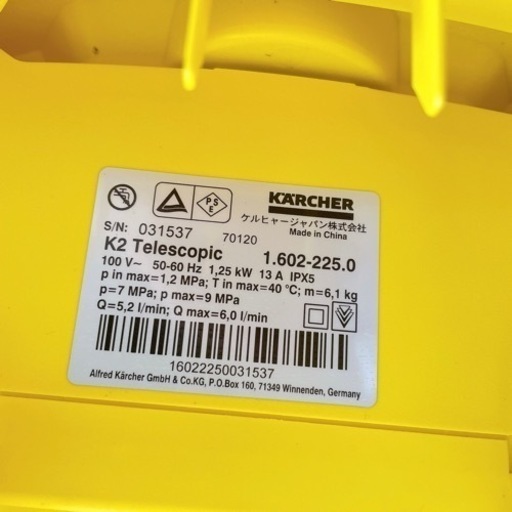 PS
E
KÄRCHER
ケルヒャージャパン株式会社
Made in China
S/N: 031537 70120
K2 Telescopic 1.602-225.0
100 V~ 50-60 Hz 1,25 kW 13 A IPX5
p in max=1,2 MPa; T in max=40 °C; m=6,1 kg
p=7 MPa; p max=9 MPa
Q=5,2 l/min; Q max=6,0 l/min
16022250031537
Alfred Kärcher GmbH & Co.KG, P.O.Box 160, 71349 Winnenden, Germany